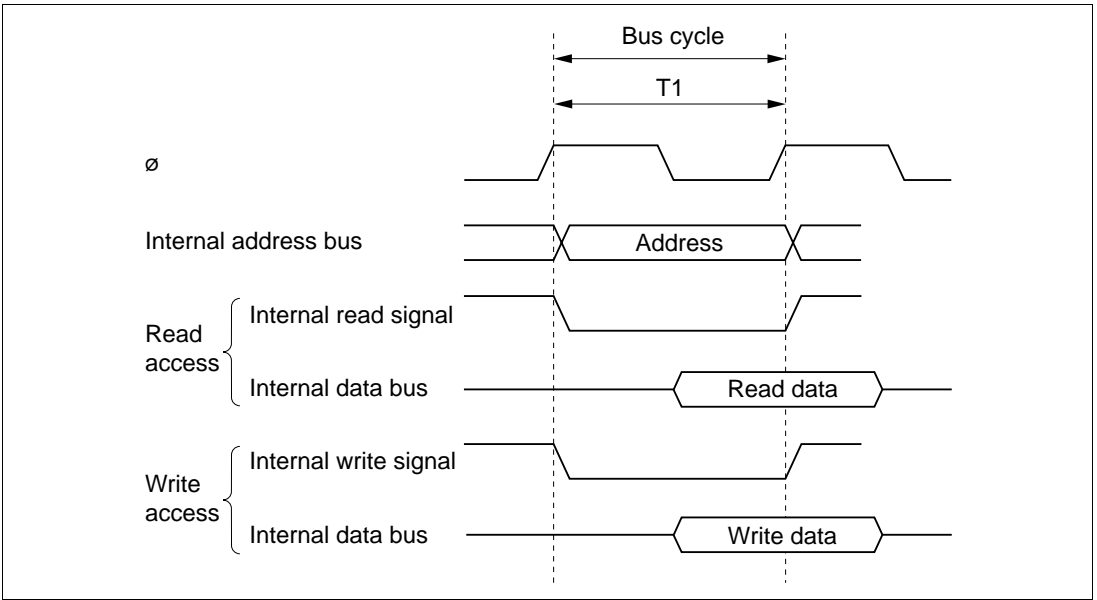 Bus cycle
T1
ø
Internal address bus
Address
Read
access
Internal read signal
Internal data bus
Read data
Write
access
Internal write signal
Internal data bus
Write data